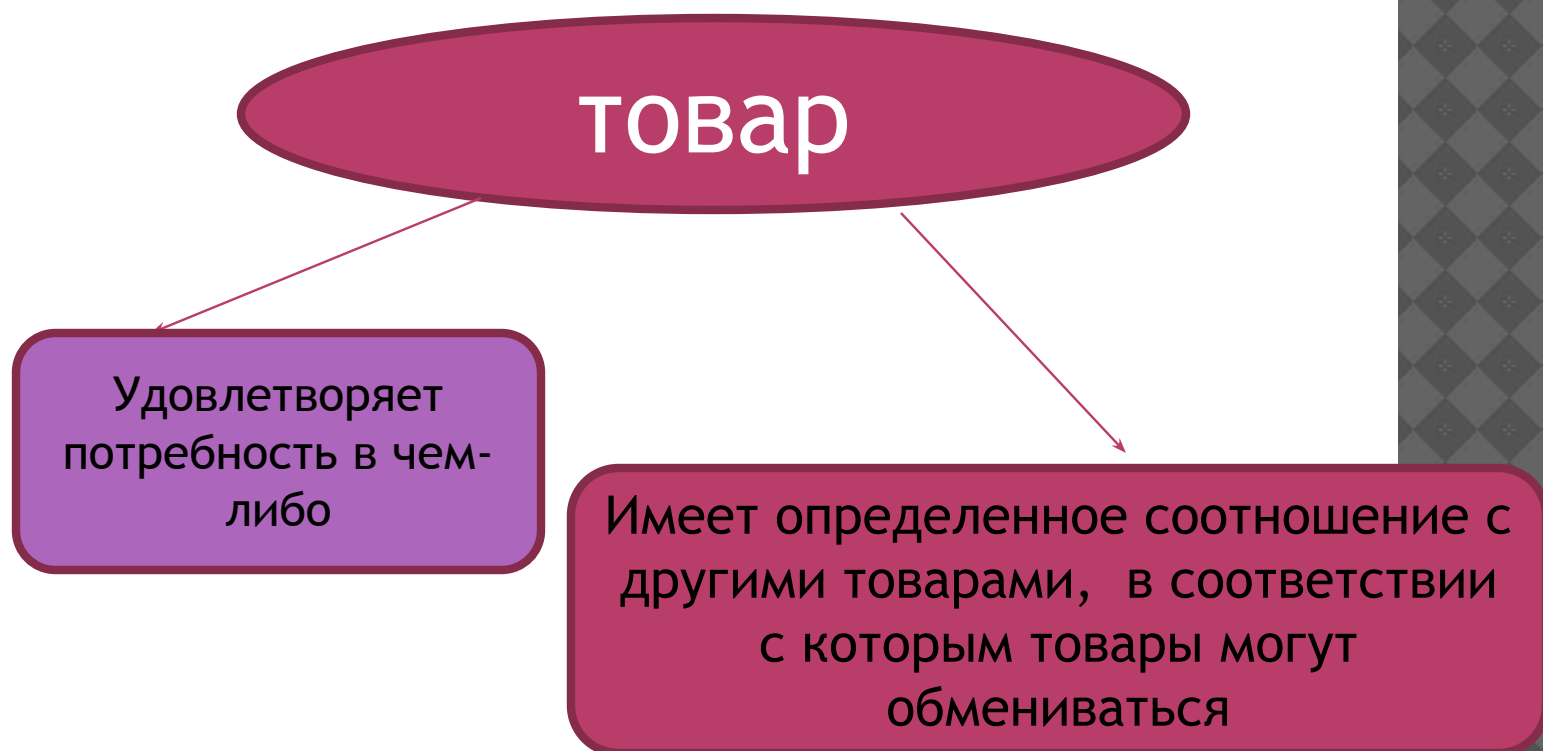 товар
Удовлетворяет
потребность в чем-
либо
Имеет определенное соотношение с
другими товарами,  в соответствии
с которым товары могут
обмениваться